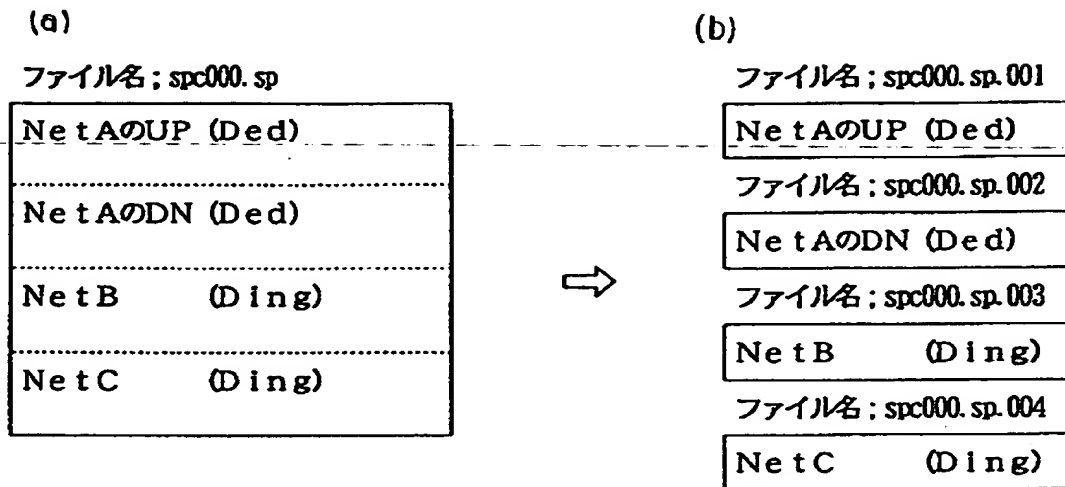 (a)
ファイル名；spc000.sp
NetAのUP (Ded)
NetAのDN (Ded)
NetB (Ding)
NetC (Ding)
(b)
ファイル名；spc000.sp.001
NetAのUP (Ded)
ファイル名；spc000.sp.002
NetAのDN (Ded)
ファイル名；spc000.sp.003
NetB (Ding)
ファイル名；spc000.sp.004
NetC (Ding)